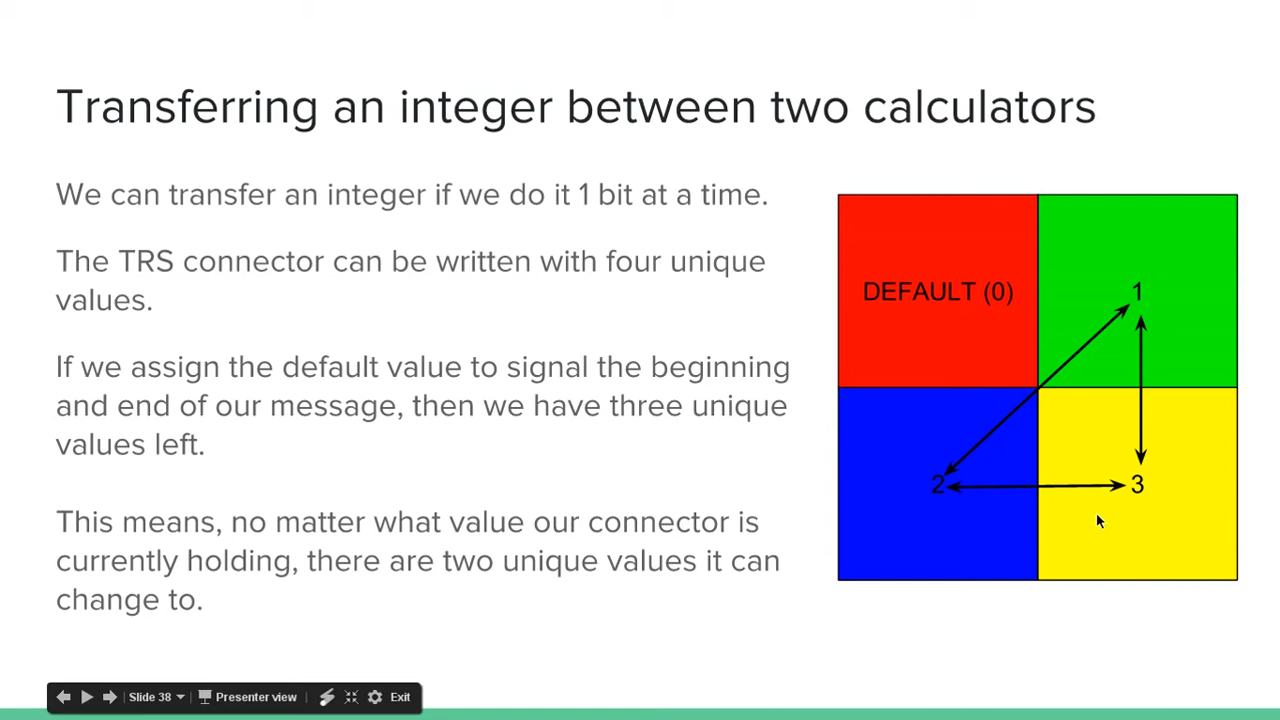 Transferring an integer between two calculators
We can transfer an integer if we do it 1 bit at a time.
The TRS connector can be written with four unique
values.
If we assign the default value to signal the beginning
and end of our message, then we have three unique
values left.
This means, no matter what value our connector is
currently holding, there are two unique values it can
change to.
DEFAULT (0)
1
2
3
Slide 38
Presenter view
Exit